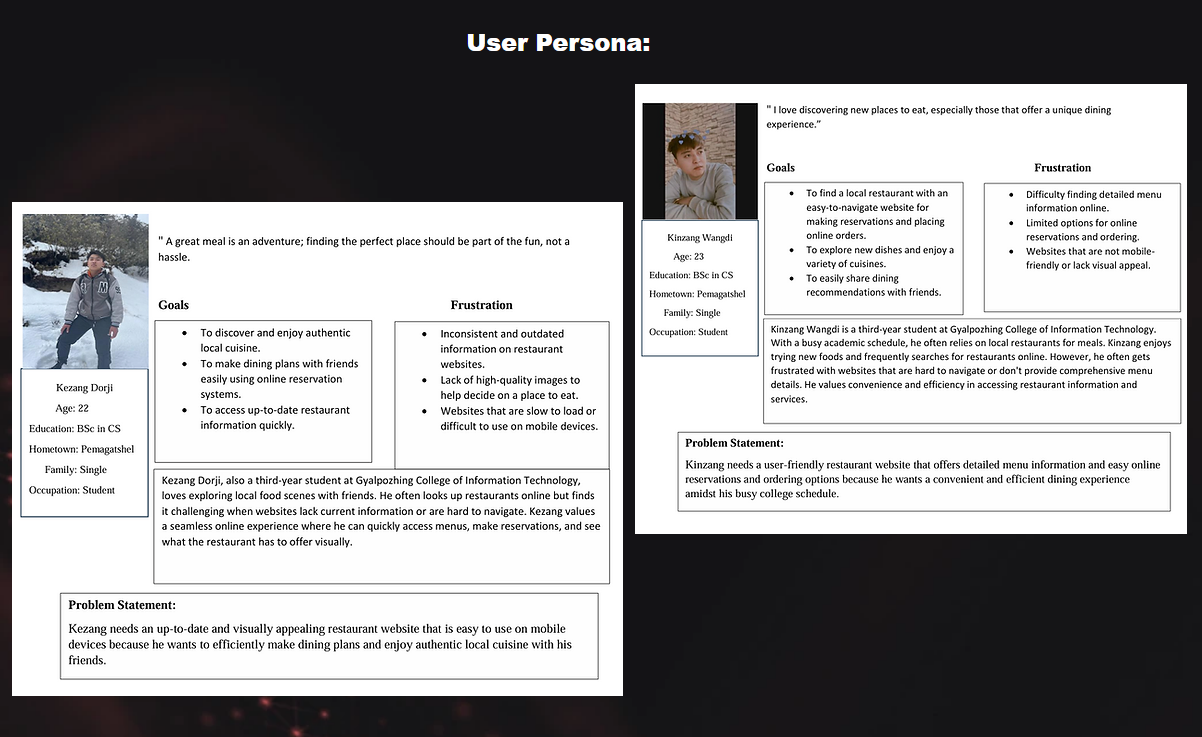 User Persona:
" A great meal is an adventure; finding the perfect place should be part of the fun, not a
hassle.
Goals
Frustration
• To discover and enjoy authentic
local cuisine.
• To make dining plans with friends
easily using online reservation
systems.
• To access up-to-date restaurant
information quickly.
• Inconsistent and outdated
information on restaurant
websites.
• Lack of high-quality images to
help decide on a place to eat.
• Websites that are slow to load or
difficult to use on mobile devices.
Kezang Dorji
Age: 22
Education: BSc in CS
Hometown: Pemagatshel
Family: Single
Occupation: Student
Kezang Dorji, also a third-year student at Gyalpozhing College of Information Technology,
loves exploring local food scenes with friends. He often looks up restaurants online but finds
it challenging when websites lack current information or are hard to navigate. Kezang values
a seamless online experience where he can quickly access menus, make reservations, and see
what the restaurant has to offer visually.
Problem Statement:
Kezang needs an up-to-date and visually appealing restaurant website that is easy to use on mobile
devices because he wants to efficiently make dining plans and enjoy authentic local cuisine with his
friends.
" I love discovering new places to eat, especially those that offer a unique dining
experience.”
Goals
Frustration
• To find a local restaurant with an
easy-to-navigate website for
making reservations and placing
online orders.
• To explore new dishes and enjoy a
variety of cuisines.
• To easily share dining
recommendations with friends.
• Difficulty finding detailed menu
information online.
• Limited options for online
reservations and ordering.
• Websites that are not mobile-
friendly or lack visual appeal.
Kinzang Wangdi
Age: 23
Education: BSc in CS
Hometown: Pemagatshel
Family: Single
Occupation: Student
Kinzang Wangdi is a third-year student at Gyalpozhing College of Information Technology.
With a busy academic schedule, he often relies on local restaurants for meals. Kinzang enjoys
trying new foods and frequently searches for restaurants online. However, he often gets
frustrated with websites that are hard to navigate or don't provide comprehensive menu
details. He values convenience and efficiency in accessing restaurant information and
services.
Problem Statement:
Kinzang needs a user-friendly restaurant website that offers detailed menu information and easy online
reservations and ordering options because he wants a convenient and efficient dining experience
amidst his busy college schedule.